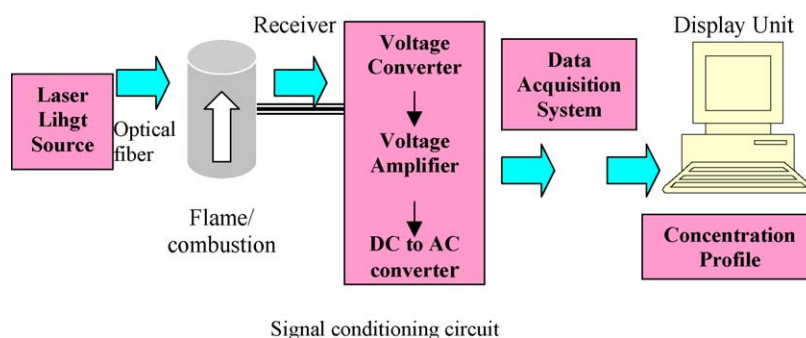 Laser
Lihgt
Source
Optical
fiber
Flame/
combustion
Receiver
Voltage
Converter
Voltage
Amplifier
DC to AC
converter
Signal conditioning circuit
Data
Acquisition
System
Display Unit
Concentration
Profile